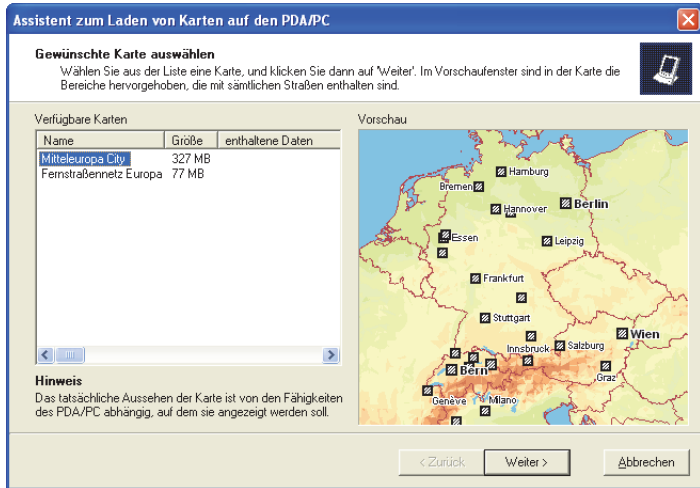 Assistent zum Laden von Karten auf den PDA/PC
Gewünschte Karte auswählen
Wählen Sie aus der Liste eine Karte, und klicken Sie dann auf 'Weiter'. Im Vorschaufenster sind in der Karte die
Bereiche hervorgehoben, die mit sämtlichen Straßen enthalten sind.
Verfügbare Karten
Name Größe enthaltene Daten
Mitteleuropa City 327 MB
Fernstraßennetz Europa 77 MB
Hinweis
Das tatsächliche Aussehen der Karte ist von den Fähigkeiten
des PDA/PC abhängig, auf dem sie angezeigt werden soll.
Vorschau
Hamburg
Bremen
Hannover
Berlin
Essen
Leipzig
Frankfurt
Stuttgart
Wien
Innsbruck
Salzburg
Bern
Graz
Genève
Milano
< Zurück
Weiter >
Abbrechen